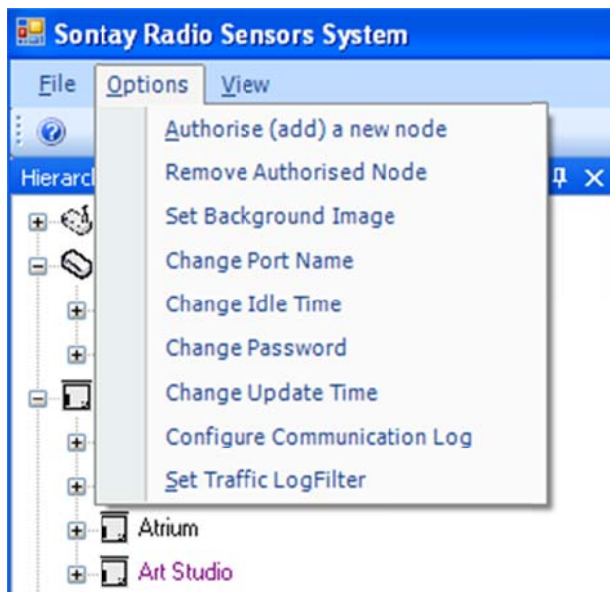 Sontay Radio Sensors System
File Options View
Authorise (add) a new node
Hierarc
Remove Authorised Node
Set Background Image
Change Port Name
Change Idle Time
Change Password
Change Update Time
Configure Communication Log
Set Traffic LogFilter
Atrium
Art Studio